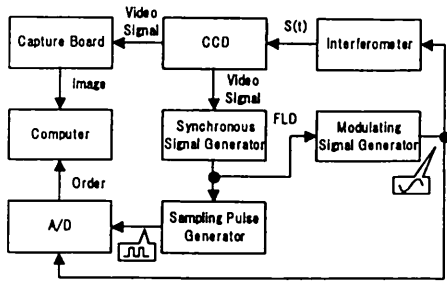 Video
Signal
S(t)
Capture Board
CCD
Interferometer
Image
Video
Signal
FLD
Computer
Synchronous
Signal Generator
Modulating
Signal Generator
Order
A/D
Sampling Pulse
Generator